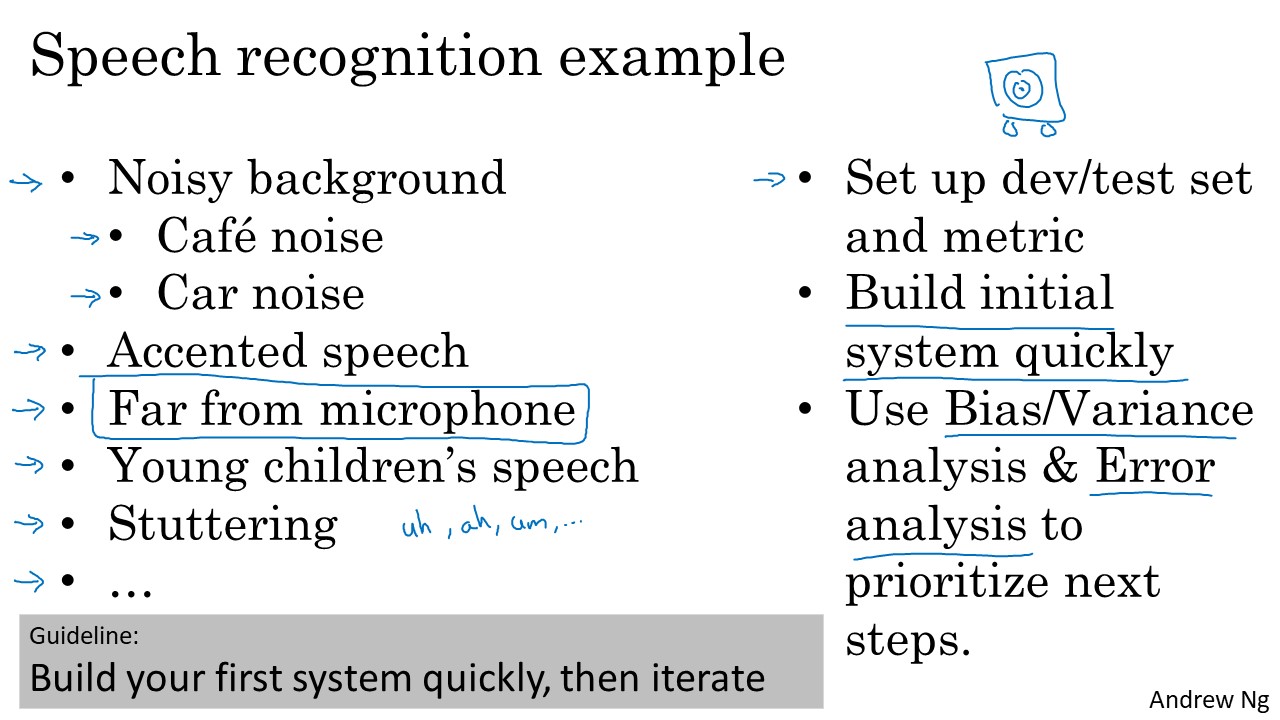 Speech recognition example
• Noisy background
• Café noise
• Car noise
• Accented speech
• Far from microphone
• Young children’s speech
• Stuttering uh, ah, um, ...
• ...
Guideline:
Build your first system quickly, then iterate
• Set up dev/test set
and metric
• Build initial
system quickly
• Use Bias/Variance
analysis & Error
analysis to
prioritize next
steps.
Andrew Ng